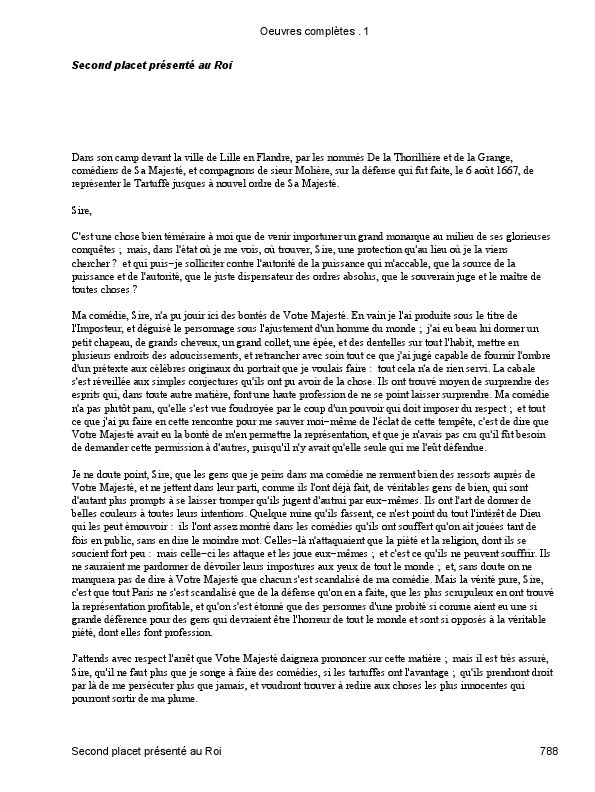 Oeuvres complètes . 1
Second placet présenté au Roi
Dans son camp devant la ville de Lille en Flandre, par les nommés De la Thorillière et de la Grange,
comédiens de Sa Majesté, et compagnons de sieur Molière, sur la défense qui fut faite, le 6 août 1667, de
représenter le Tartuffe jusques à nouvel ordre de Sa Majesté.
Sire,
C'est une chose bien téméraire à moi que de venir importuner un grand monarque au milieu de ses glorieuses
conquêtes ; mais, dans l'état où je me vois, où trouver, Sire, une protection qu'au lieu où je la viens
chercher ? et qui puis−je solliciter contre l'autorité de la puissance qui m'accable, que la source de la
puissance et de l'autorité, que le juste dispensateur des ordres absolus, que le souverain juge et le maître de
toutes choses ?
Ma comédie, Sire, n'a pu jouir ici des bontés de Votre Majesté. En vain je l'ai produite sous le titre de
l'Imposteur, et déguisé le personnage sous l'ajustement d'un homme du monde ; j'ai eu beau lui donner un
petit chapeau, de grands cheveux, un grand collet, une épée, et des dentelles sur tout l'habit, mettre en
plusieurs endroits des adoucissements, et retrancher avec soin tout ce que j'ai jugé capable de fournir l'ombre
d'un prétexte aux célèbres originaux du portrait que je voulais faire : tout cela n'a de rien servi. La cabale
s'est réveillée aux simples conjectures qu'ils ont pu avoir de la chose. Ils ont trouvé moyen de surprendre des
esprits qui, dans toute autre matière, font une haute profession de ne se point laisser surprendre. Ma comédie
n'a pas plutôt paru, qu'elle s'est vue foudroyée par le coup d'un pouvoir qui doit imposer du respect ; et tout
ce que j'ai pu faire en cette rencontre pour me sauver moi−même de l'éclat de cette tempête, c'est de dire que
Votre Majesté avait eu la bonté de m'en permettre la représentation, et que je n'avais pas cru qu'il fût besoin
de demander cette permission à d'autres, puisqu'il n'y avait qu'elle seule qui me l'eût défendue.
Je ne doute point, Sire, que les gens que je peins dans ma comédie ne remuent bien des ressorts auprès de
Votre Majesté, et ne jettent dans leur parti, comme ils l'ont déjà fait, de véritables gens de bien, qui sont
d'autant plus prompts à se laisser tromper qu'ils jugent d'autrui par eux−mêmes. Ils ont l'art de donner de
belles couleurs à toutes leurs intentions. Quelque mine qu'ils fassent, ce n'est point du tout l'intérêt de Dieu
qui les peut émouvoir : ils l'ont assez montré dans les comédies qu'ils ont souffert qu'on ait jouées tant de
fois en public, sans en dire le moindre mot. Celles−là n'attaquaient que la piété et la religion, dont ils se
soucient fort peu : mais celle−ci les attaque et les joue eux−mêmes ; et c'est ce qu'ils ne peuvent souffrir. Ils
ne sauraient me pardonner de dévoiler leurs impostures aux yeux de tout le monde ; et, sans doute on ne
manquera pas de dire à Votre Majesté que chacun s'est scandalisé de ma comédie. Mais la vérité pure, Sire,
c'est que tout Paris ne s'est scandalisé que de la défense qu'on en a faite, que les plus scrupuleux en ont trouvé
la représentation profitable, et qu'on s'est étonné que des personnes d'une probité si connue aient eu une si
grande déférence pour des gens qui devraient être l'horreur de tout le monde et sont si opposés à la véritable
piété, dont elles font profession.
J'attends avec respect l'arrêt que Votre Majesté daignera prononcer sur cette matière ; mais il est très assuré,
Sire, qu'il ne faut plus que je songe à faire des comédies, si les tartuffes ont l'avantage ; qu'ils prendront droit
par là de me persécuter plus que jamais, et voudront trouver à redire aux choses les plus innocentes qui
pourront sortir de ma plume.
Second placet présenté au Roi 788